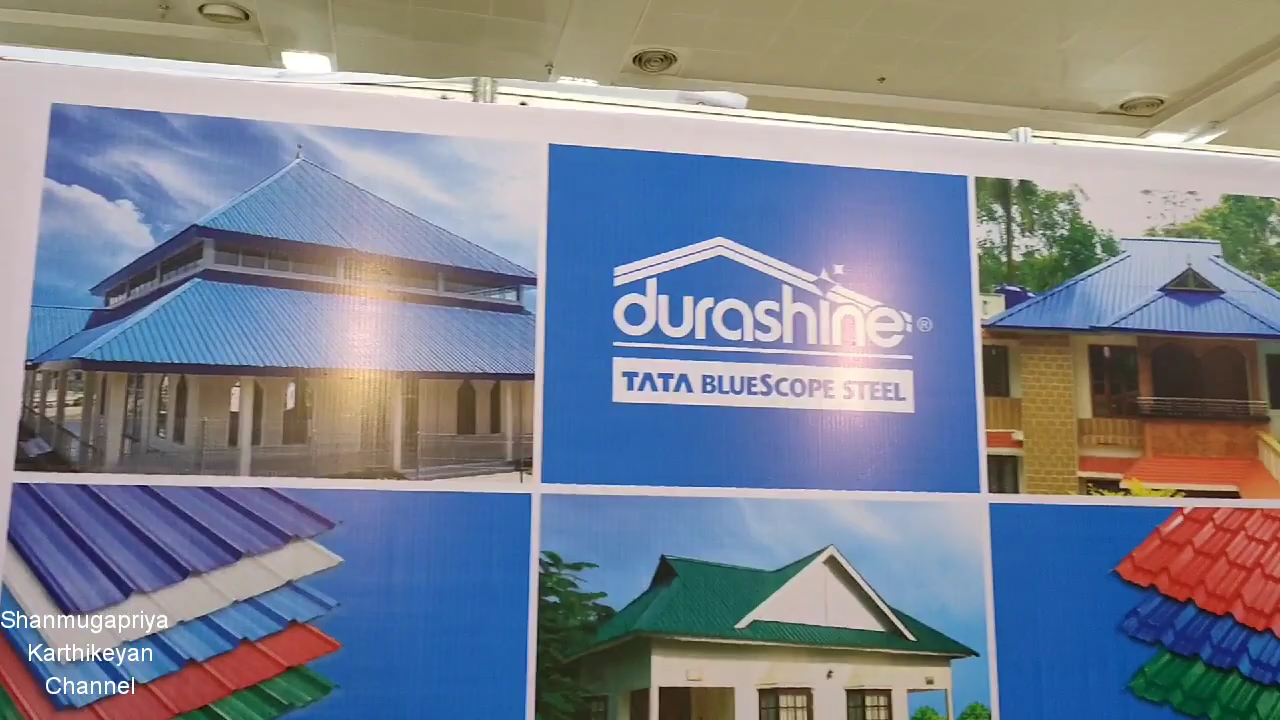 durashine®
TATA BLUESCOPE STEEL
Shanmugapriya
Karthikeyan
Channel